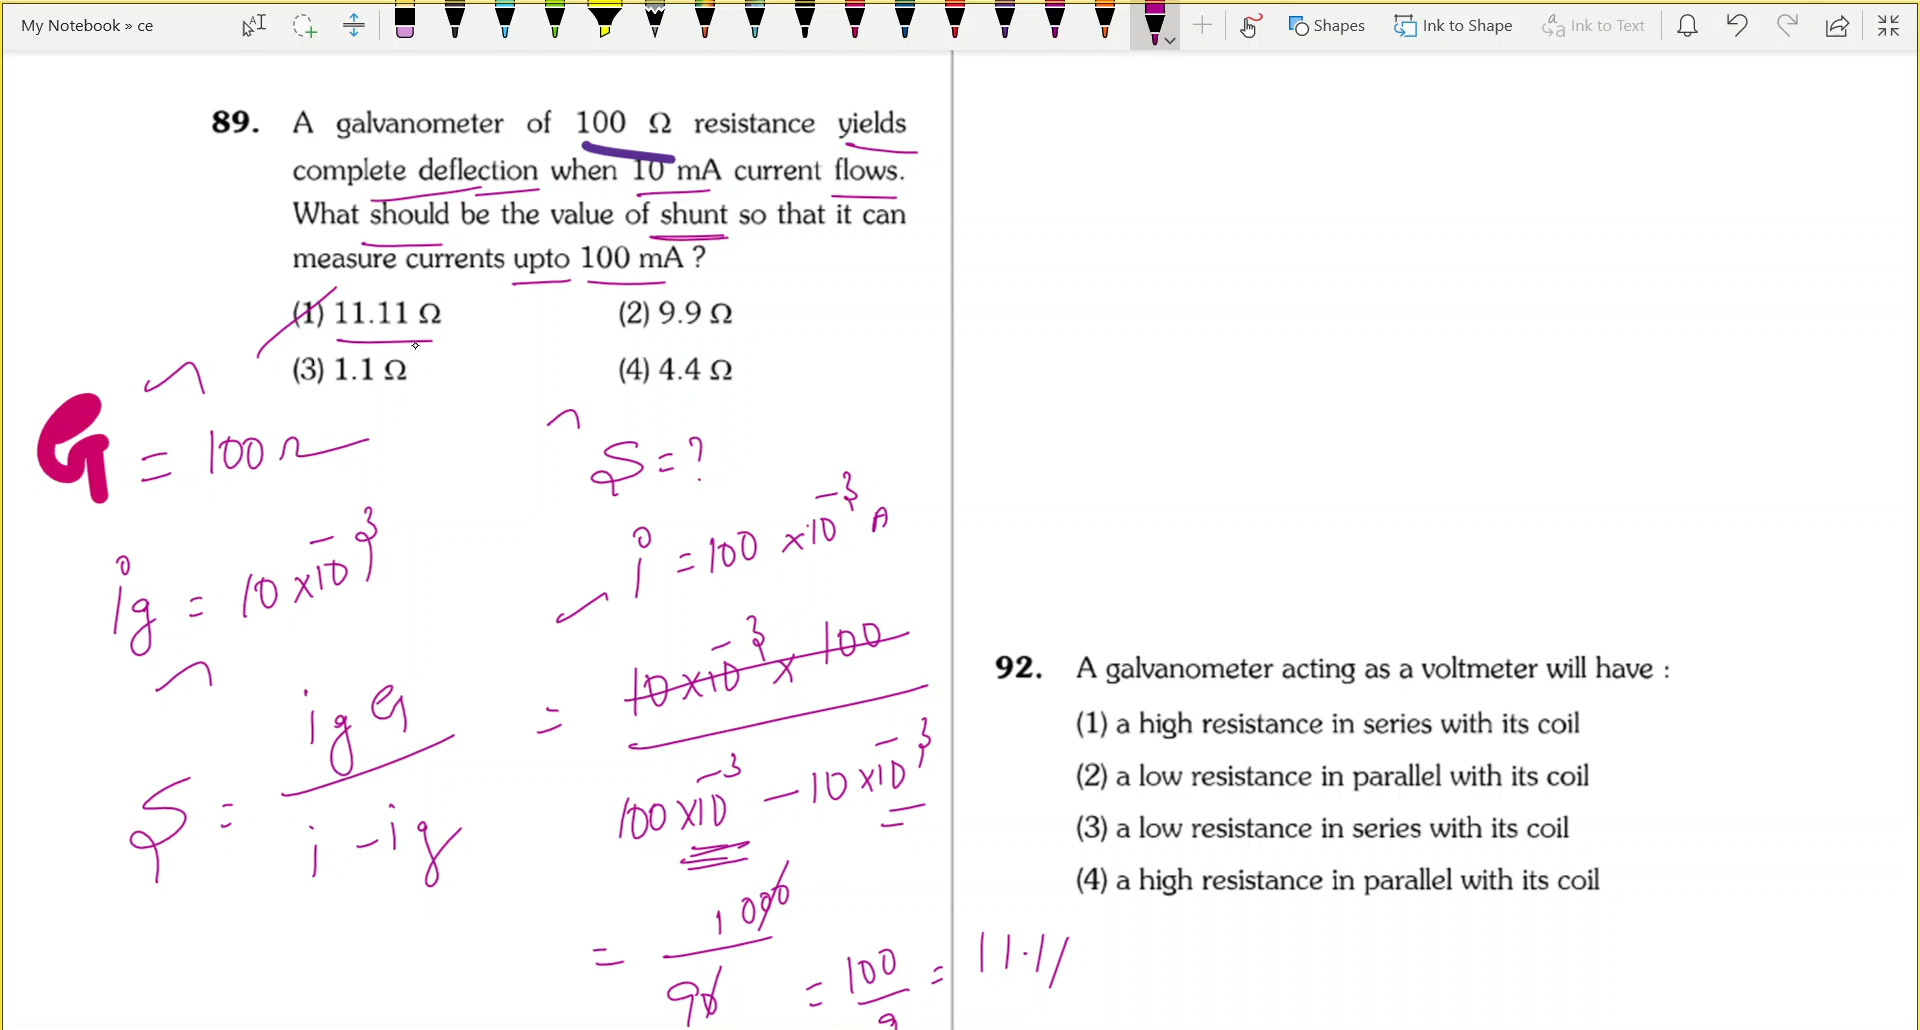 My Notebook » ce
Shapes
Ink to Shape
Ink to Text
89. A galvanometer of 100 Ω resistance yields
complete deflection when 10 mA current flows.
What should be the value of shunt so that it can
measure currents upto 100 mA ?
(1) 11.11 Ω (2) 9.9 Ω
(3) 1.1 Ω (4) 4.4 Ω
G = 100 Ω
S = ?
ig = 10 × 10⁻³
i = 100 × 10⁻³ A
S = ig G / i - ig
= 10 × 10⁻³ × 100 / 100 × 10⁻³ - 10 × 10⁻³
= 1000 / 90 = 100 / 9 = 11.11
92. A galvanometer acting as a voltmeter will have :
(1) a high resistance in series with its coil
(2) a low resistance in parallel with its coil
(3) a low resistance in series with its coil
(4) a high resistance in parallel with its coil